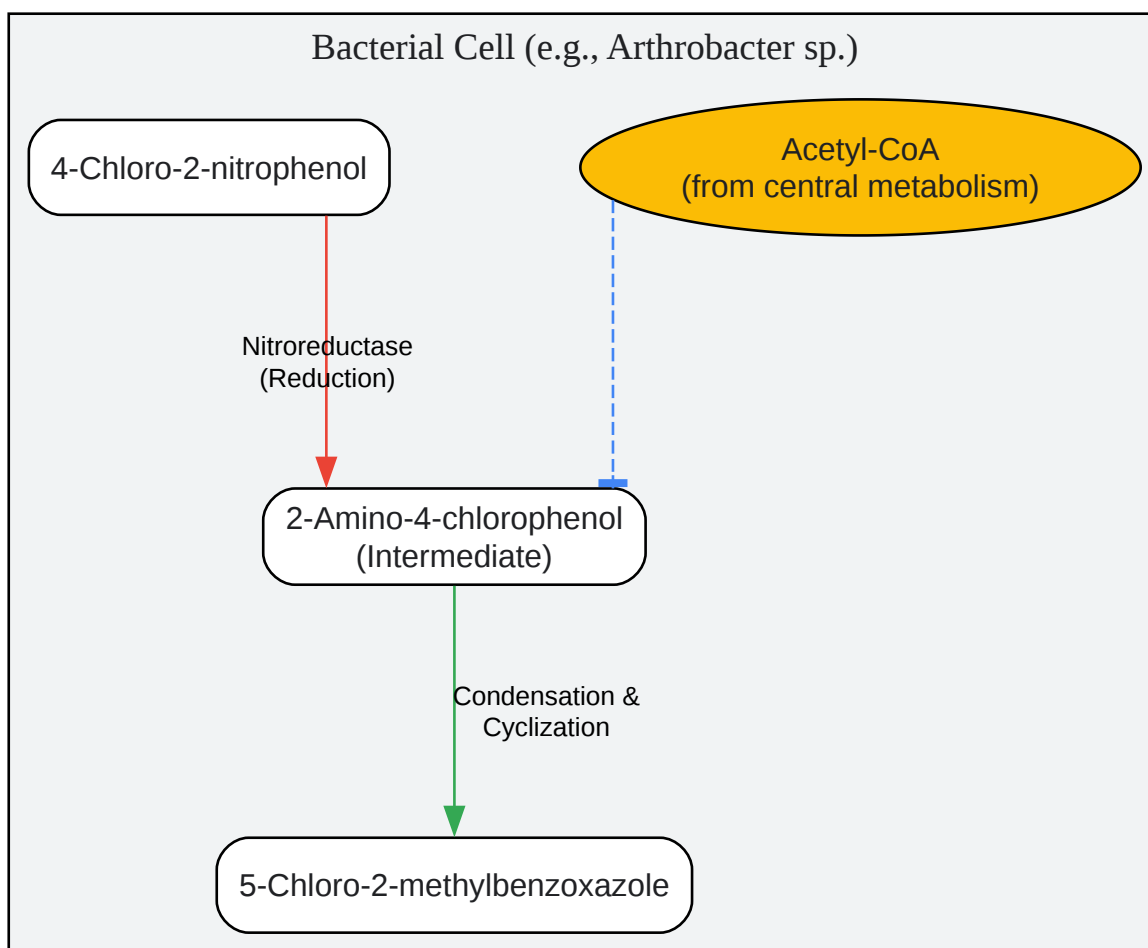 Bacterial Cell (e.g., Arthrobacter sp.)
4-Chloro-2-nitrophenol
Acetyl-CoA
(from central metabolism)
Nitroreductase
(Reduction)
2-Amino-4-chlorophenol
(Intermediate)
Condensation &
Cyclization
5-Chloro-2-methylbenzoxazole